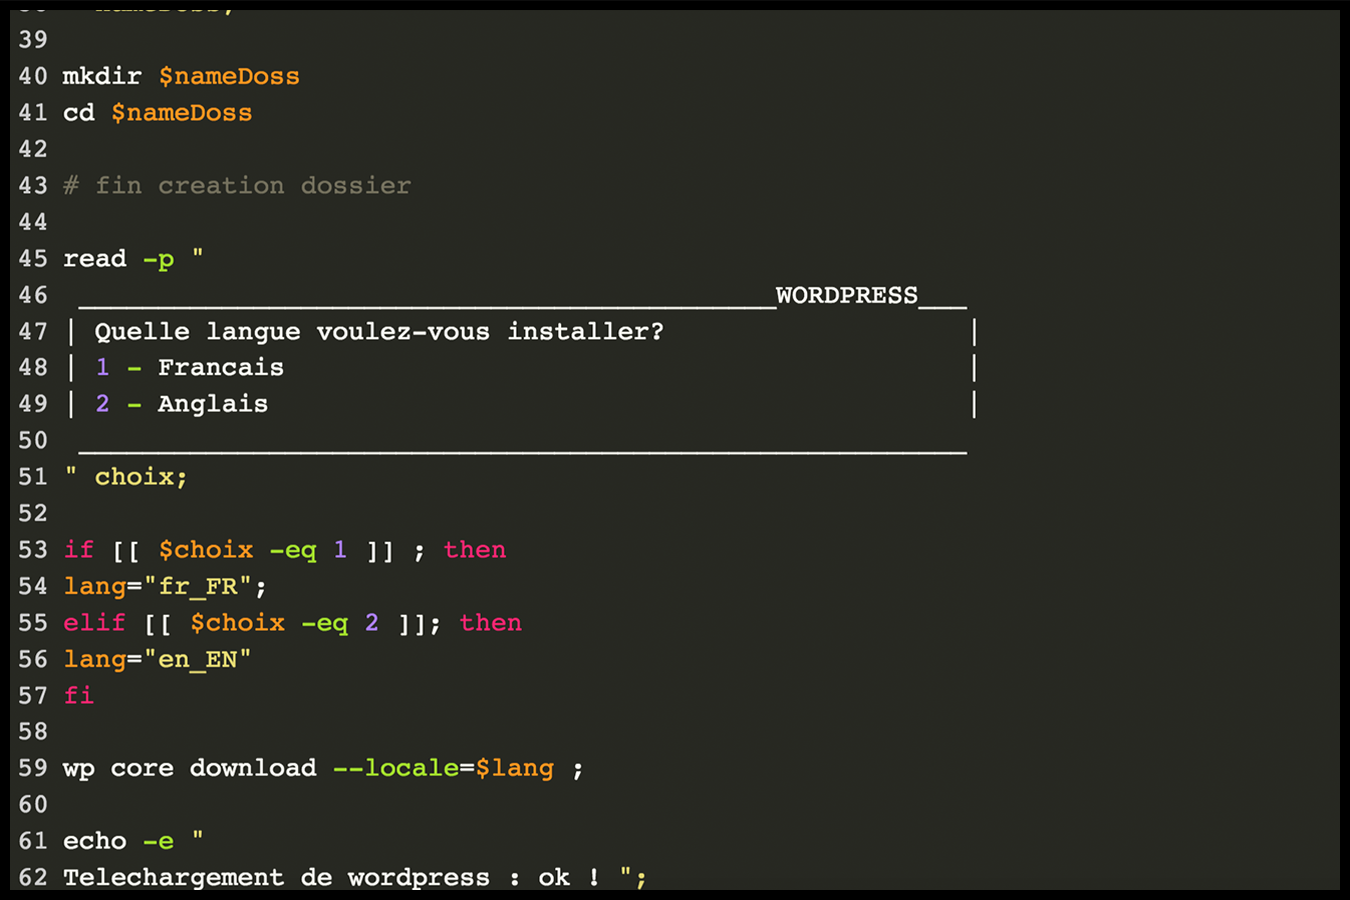 39
40 mkdir $nameDoss
41 cd $nameDoss
42
43 # fin creation dossier
44
45 read -p "
46 ____________________________________________WORDPRESS___
47 | Quelle langue voulez-vous installer? |
48 | 1 - Francais |
49 | 2 - Anglais |
50 ________________________________________________________
51 " choix;
52
53 if [[ $choix -eq 1 ]] ; then
54 lang="fr_FR";
55 elif [[ $choix -eq 2 ]]; then
56 lang="en_EN"
57 fi
58
59 wp core download --locale=$lang ;
60
61 echo -e "
62 Telechargement de wordpress : ok ! ";